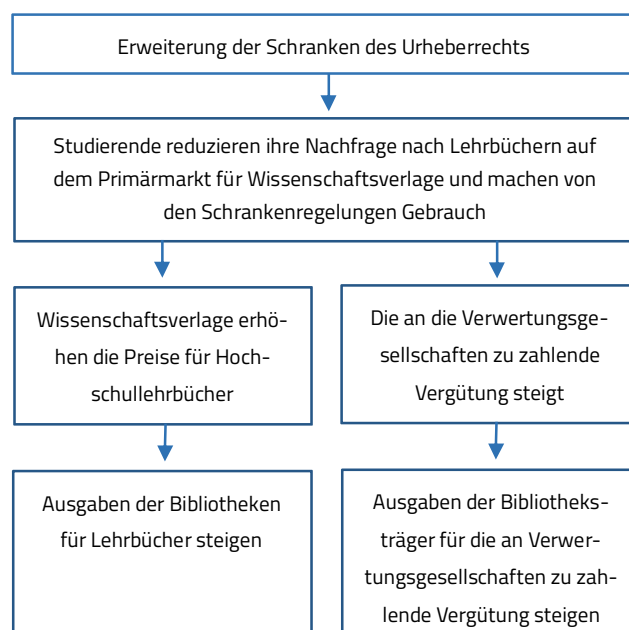 Erweiterung der Schranken des Urheberrechts
Studierende reduzieren ihre Nachfrage nach Lehrbüchern auf
dem Primärmarkt für Wissenschaftsverlage und machen von
den Schrankenregelungen Gebrauch
Wissenschaftsverlage erhö-
hen die Preise für Hoch-
schullehrbücher
Die an die Verwertungsge-
sellschaften zu zahlende
Vergütung steigt
Ausgaben der Bibliotheken
für Lehrbücher steigen
Ausgaben der Bibliotheks-
träger für die an Verwer-
tungsgesellschaften zu zah-
lende Vergütung steigen